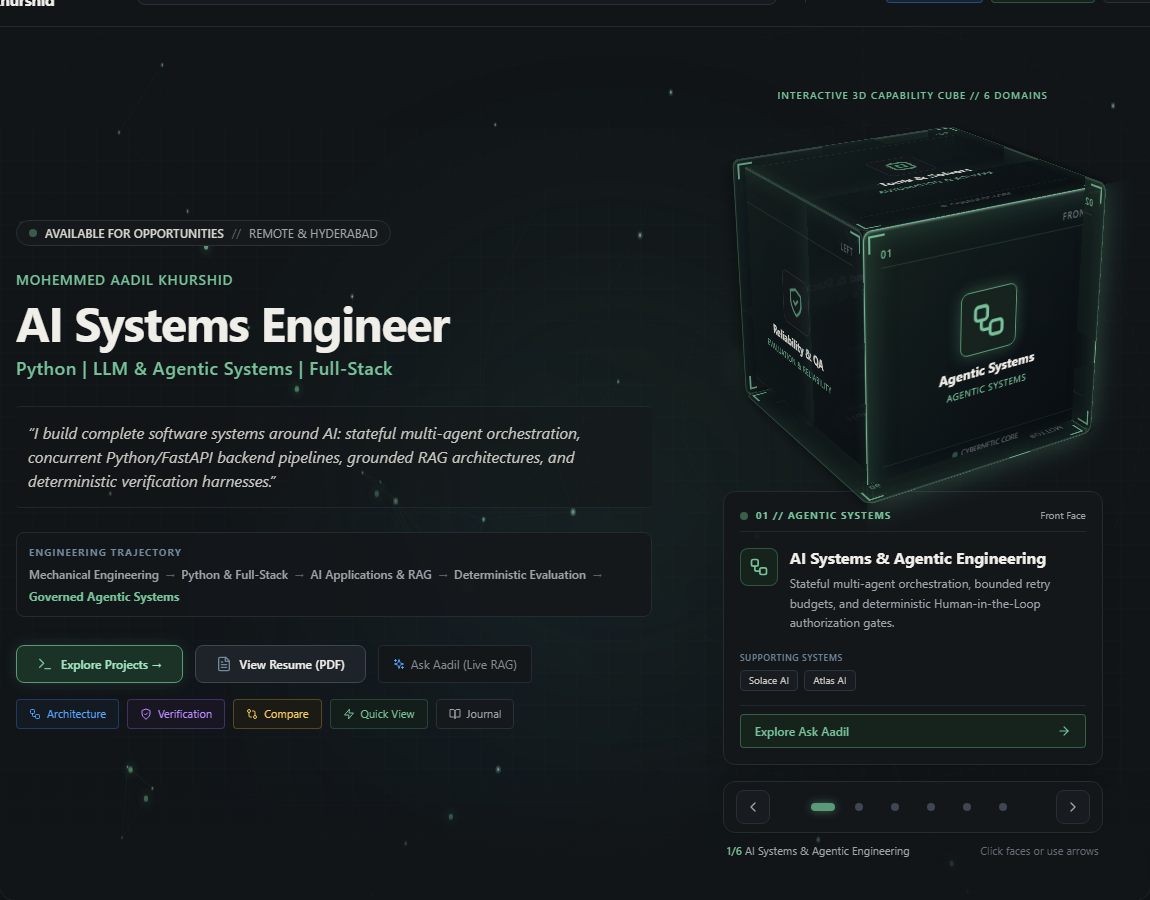 Khurshid
INTERACTIVE 3D CAPABILITY CUBE // 6 DOMAINS
AVAILABLE FOR OPPORTUNITIES // REMOTE & HYDERABAD
MOHEMMED AADIL KHURSHID
AI Systems Engineer
Python | LLM & Agentic Systems | Full-Stack
“I build complete software systems around AI: stateful multi-agent orchestration,
concurrent Python/FastAPI backend pipelines, grounded RAG architectures, and
deterministic verification harnesses.”
ENGINEERING TRAJECTORY
Mechanical Engineering → Python & Full-Stack → AI Applications & RAG → Deterministic Evaluation →
Governed Agentic Systems
Explore Projects →
View Resume (PDF)
Ask Aadil (Live RAG)
Architecture
Verification
Compare
Quick View
Journal
02
FRON
LEFT
01
Reliability & QA
EVALUATION & RELIABILITY
Agentic Systems
AGENTIC SYSTEMS
CYBERNETIC CORE
01 // AGENTIC SYSTEMS
Front Face
AI Systems & Agentic Engineering
Stateful multi-agent orchestration, bounded retry
budgets, and deterministic Human-in-the-Loop
authorization gates.
SUPPORTING SYSTEMS
Solace AI
Atlas AI
Explore Ask Aadil →
1/6 AI Systems & Agentic Engineering
Click faces or use arrows